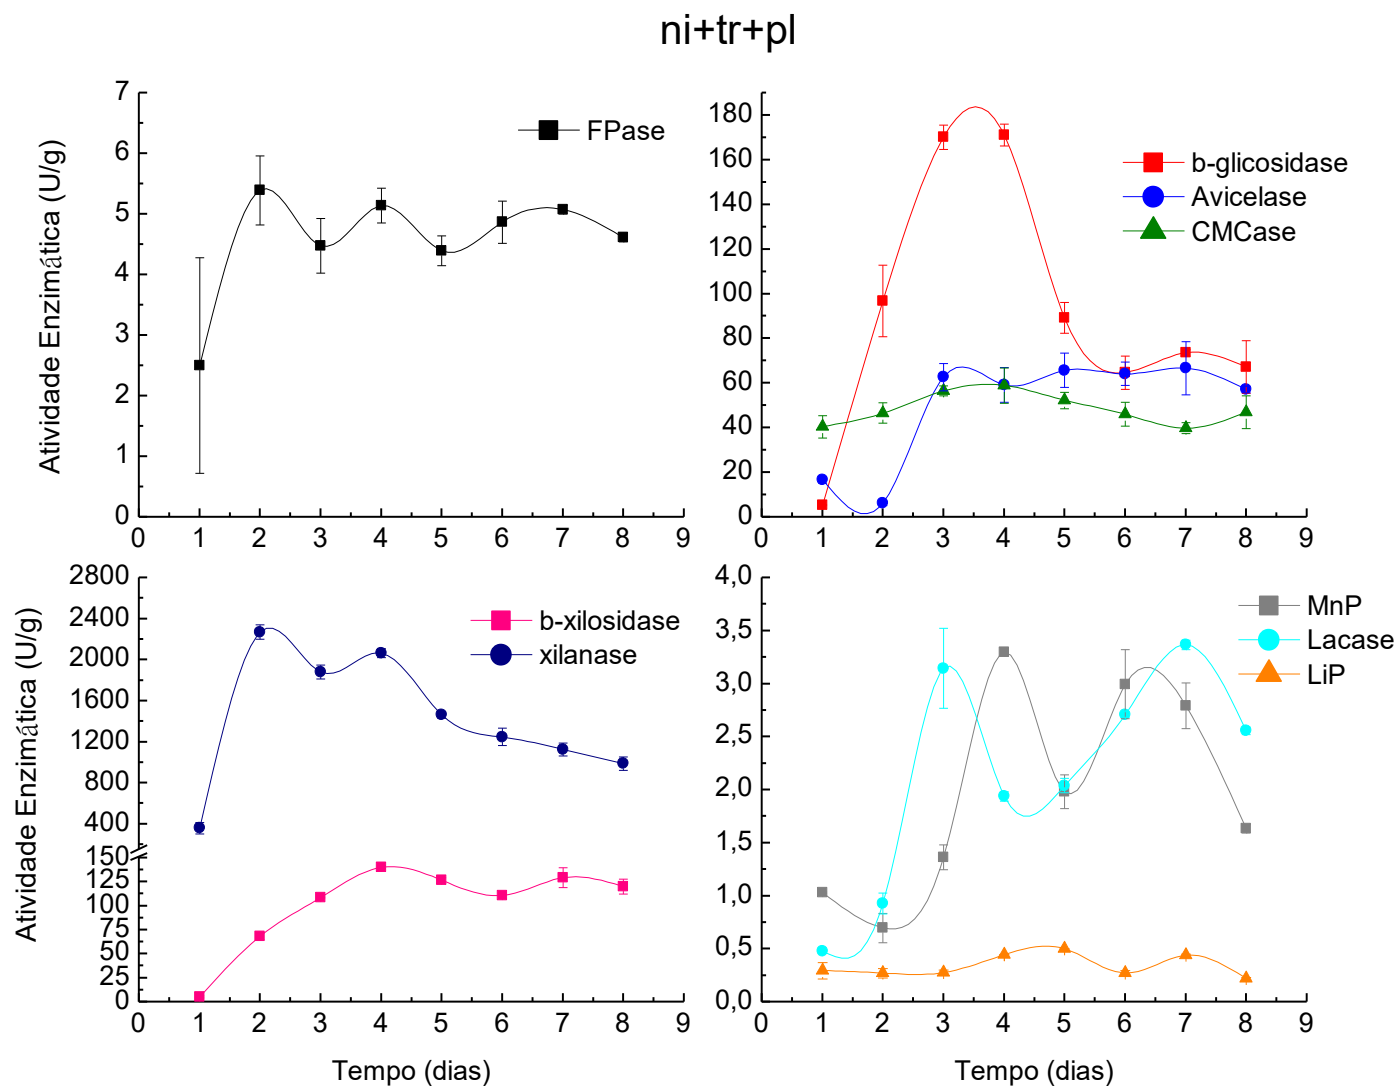 ni+tr+pl
Atividade Enzimática (U/g)
7
6
5
4
3
2
1
0
0 1 2 3 4 5 6 7 8 9
FPase
180
160
140
120
100
80
60
40
20
0
0 1 2 3 4 5 6 7 8 9
b-glicosidase
Avicelase
CMCase
Atividade Enzimática (U/g)
2800
2400
2000
1600
1200
800
400
150
125
100
75
50
25
0
0 1 2 3 4 5 6 7 8 9
b-xilosidase
xilanase
Tempo (dias)
4,0
3,5
3,0
2,5
2,0
1,5
1,0
0,5
0,0
0 1 2 3 4 5 6 7 8 9
MnP
Lacase
LiP
Tempo (dias)